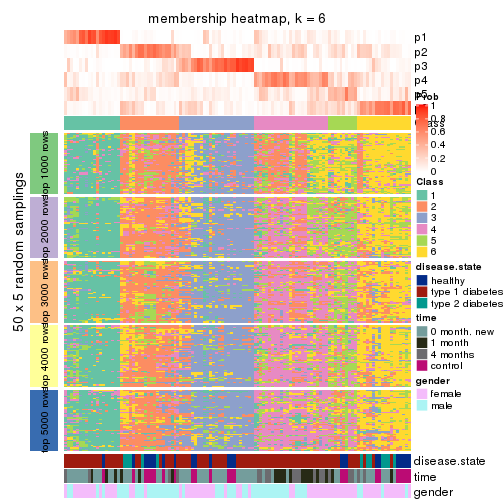 membership heatmap, k = 6
p1
p2
p3
p4
Prob
1
0.8
0.6
0.4
0.2
0
Class
1
2
3
4
5
6
disease.state
healthy
type 1 diabetes
type 2 diabetes
time
0 month. new
1 month
4 months
control
gender
female
male
50 x 5 random samplings
top 1000 rows
top 2000 rows
top 3000 rows
top 4000 rows
top 5000 rows
disease.state
time
gender